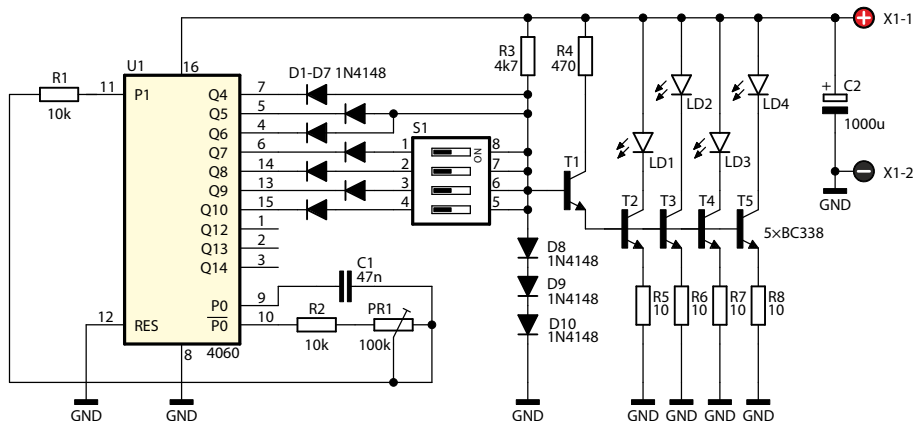 X1-1
R3
4k7
R4
470
U1
16
R1
10k
11
P1
D1-D7 1N4148
Q4
7
Q5
5
Q6
4
Q7
6
Q8
14
Q9
13
Q10
15
Q12
1
Q13
2
Q14
3
S1
1
2
3
4
NO
8
7
6
5
LD2
LD4
LD1
LD3
+
C2
1000u
X1-2
GND
T1
T2
T3
T4
T5
5×BC338
D8
1N4148
D9
1N4148
D10
1N4148
C1
47n
P0
9
P0
10
R2
10k
PR1
100k
12
RES
8
4060
R5
10
R6
10
R7
10
R8
10
GND
GND
GND
GND
GND
GND
GND